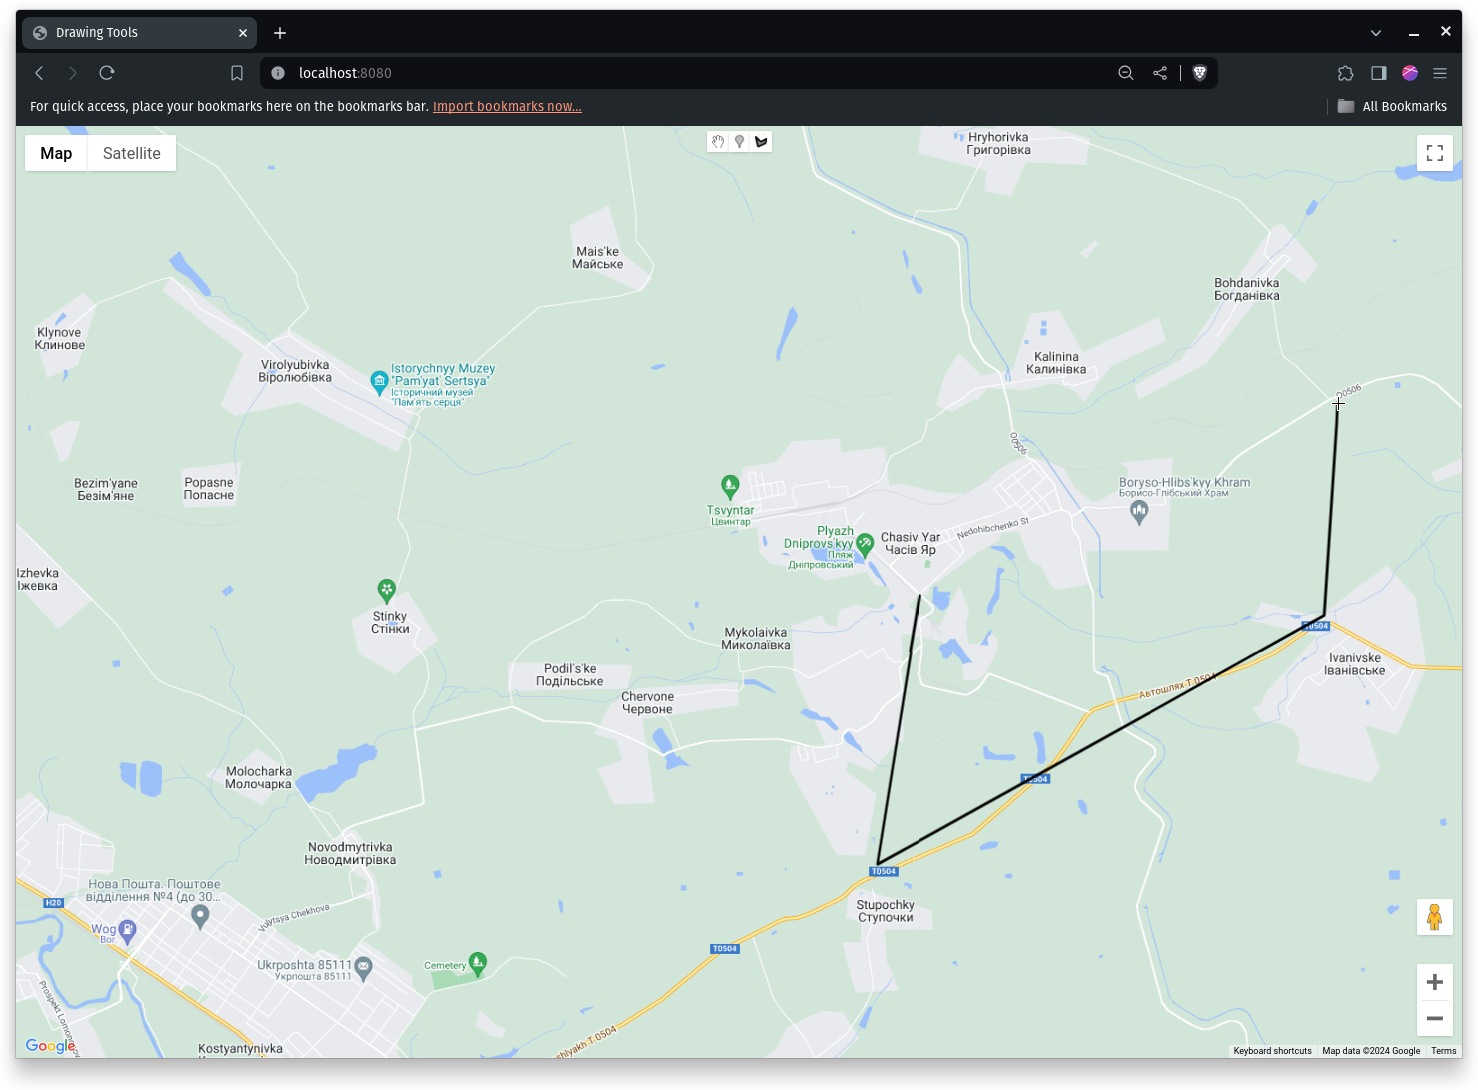 Drawing Tools
localhost:8080
For quick access, place your bookmarks here on the bookmarks bar. Import bookmarks now...
All Bookmarks
Map
Satellite
Hryhorivka
Григорівка
Mais'ke
Майське
Bohdanivka
Богданівка
Klynove
Клинове
Virolyubivka
Віролюбівка
Istorychnyy Muzey
"Pam'yat' Sertsya"
Історичний музей
"Пам'ять серця"
Kalinina
Калинівка
O0506
O0506
Bezim'yane
Безім'яне
Popasne
Попасне
Tsvyntar
Цвинтар
Boryso-Hlibs'kyy Khram
Борисо-Глібський Храм
Plyazh
Dniprovs'kyy
Пляж
Дніпровський
Chasiv Yar
Часів Яр
Nedohibchenko St
Izhevka
Іжевка
Stinky
Стінки
Mykolaivka
Миколаївка
T0504
Ivanivske
Іванівське
Podil's'ke
Подільське
Chervone
Червоне
Автошлях Т 0504
Molocharka
Молочарка
T0504
Novodmytrivka
Новодмитрівка
T0504
Нова Пошта. Поштове
відділення №4 (до 30...
H20
Stupochky
Ступочки
Vulytsya Chekhova
Wog
Вог
T0504
Ukrposhta 85111
Укрпошта 85111
Cemetery
Prospekt Lomono
shlyakh T 0504
Kostyantynivka
Google
Keyboard shortcuts
Map data ©2024 Google
Terms